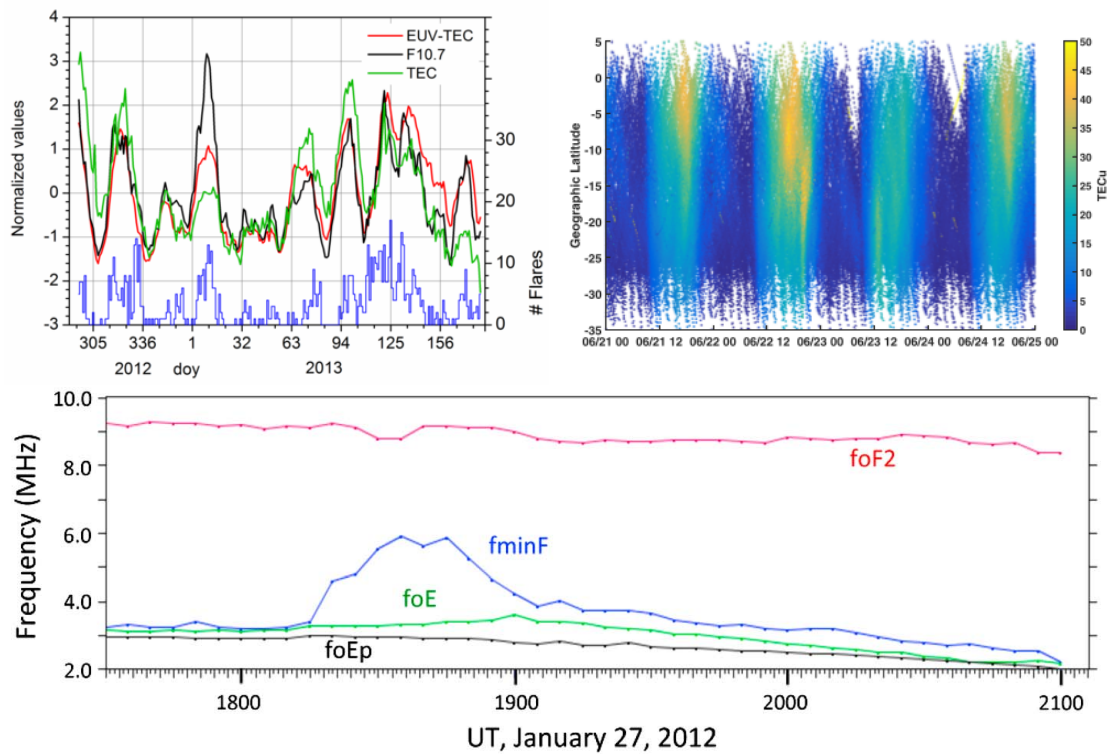 4
3
2
1
0
-1
-2
-3
Normalized values
EUV-TEC
F10.7
TEC
30
20
10
0
# Flares
305 336 1 32 63 94 125 156
2012 doy 2013
5
0
-5
-10
-15
-20
-25
-30
-35
Geographic Latitude
06/21 00 06/21 12 06/22 00 06/22 12 06/23 00 06/23 12 06/24 00 06/24 12 06/25 00
50
45
40
35
30
25
20
15
10
5
0
TECu
10.0
8.0
6.0
4.0
2.0
Frequency (MHz)
foF2
fminF
foE
foEp
1800 1900 2000 2100
UT, January 27, 2012